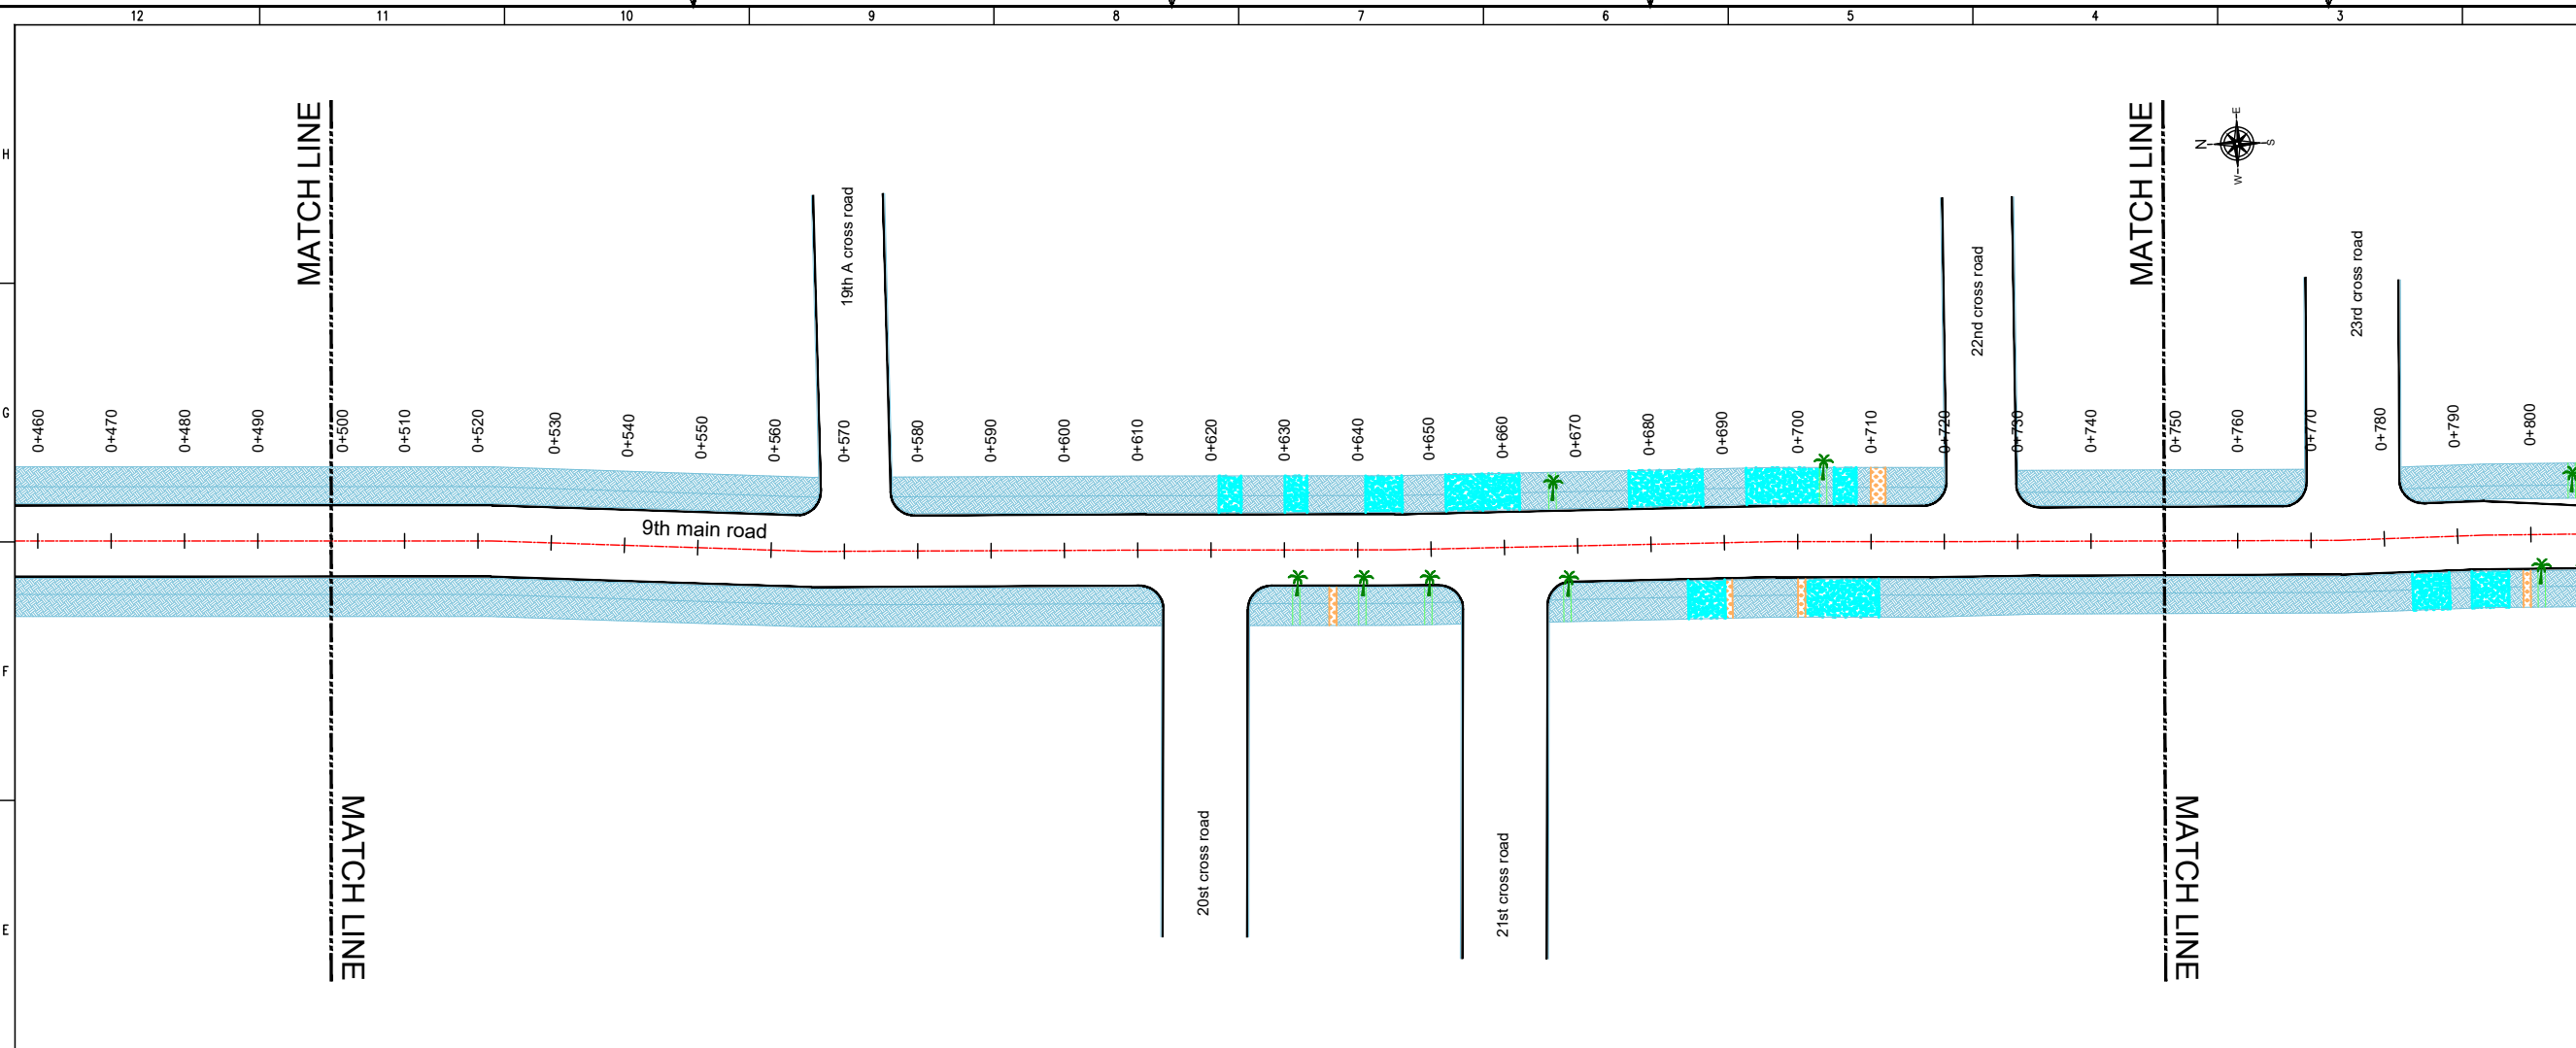 12 11 10 9 8 7 6 5 4 3
H
G
F
E
MATCH LINE
MATCH LINE
N E S W
19th A cross road
22nd cross road
23rd cross road
0+460 0+470 0+480 0+490 0+500 0+510 0+520 0+530 0+540 0+550 0+560 0+570 0+580 0+590 0+600 0+610 0+620 0+630 0+640 0+650 0+660 0+670 0+680 0+690 0+700 0+710 0+720 0+730 0+740 0+750 0+760 0+770 0+780 0+790 0+800
9th main road
20st cross road
21st cross road
MATCH LINE
MATCH LINE